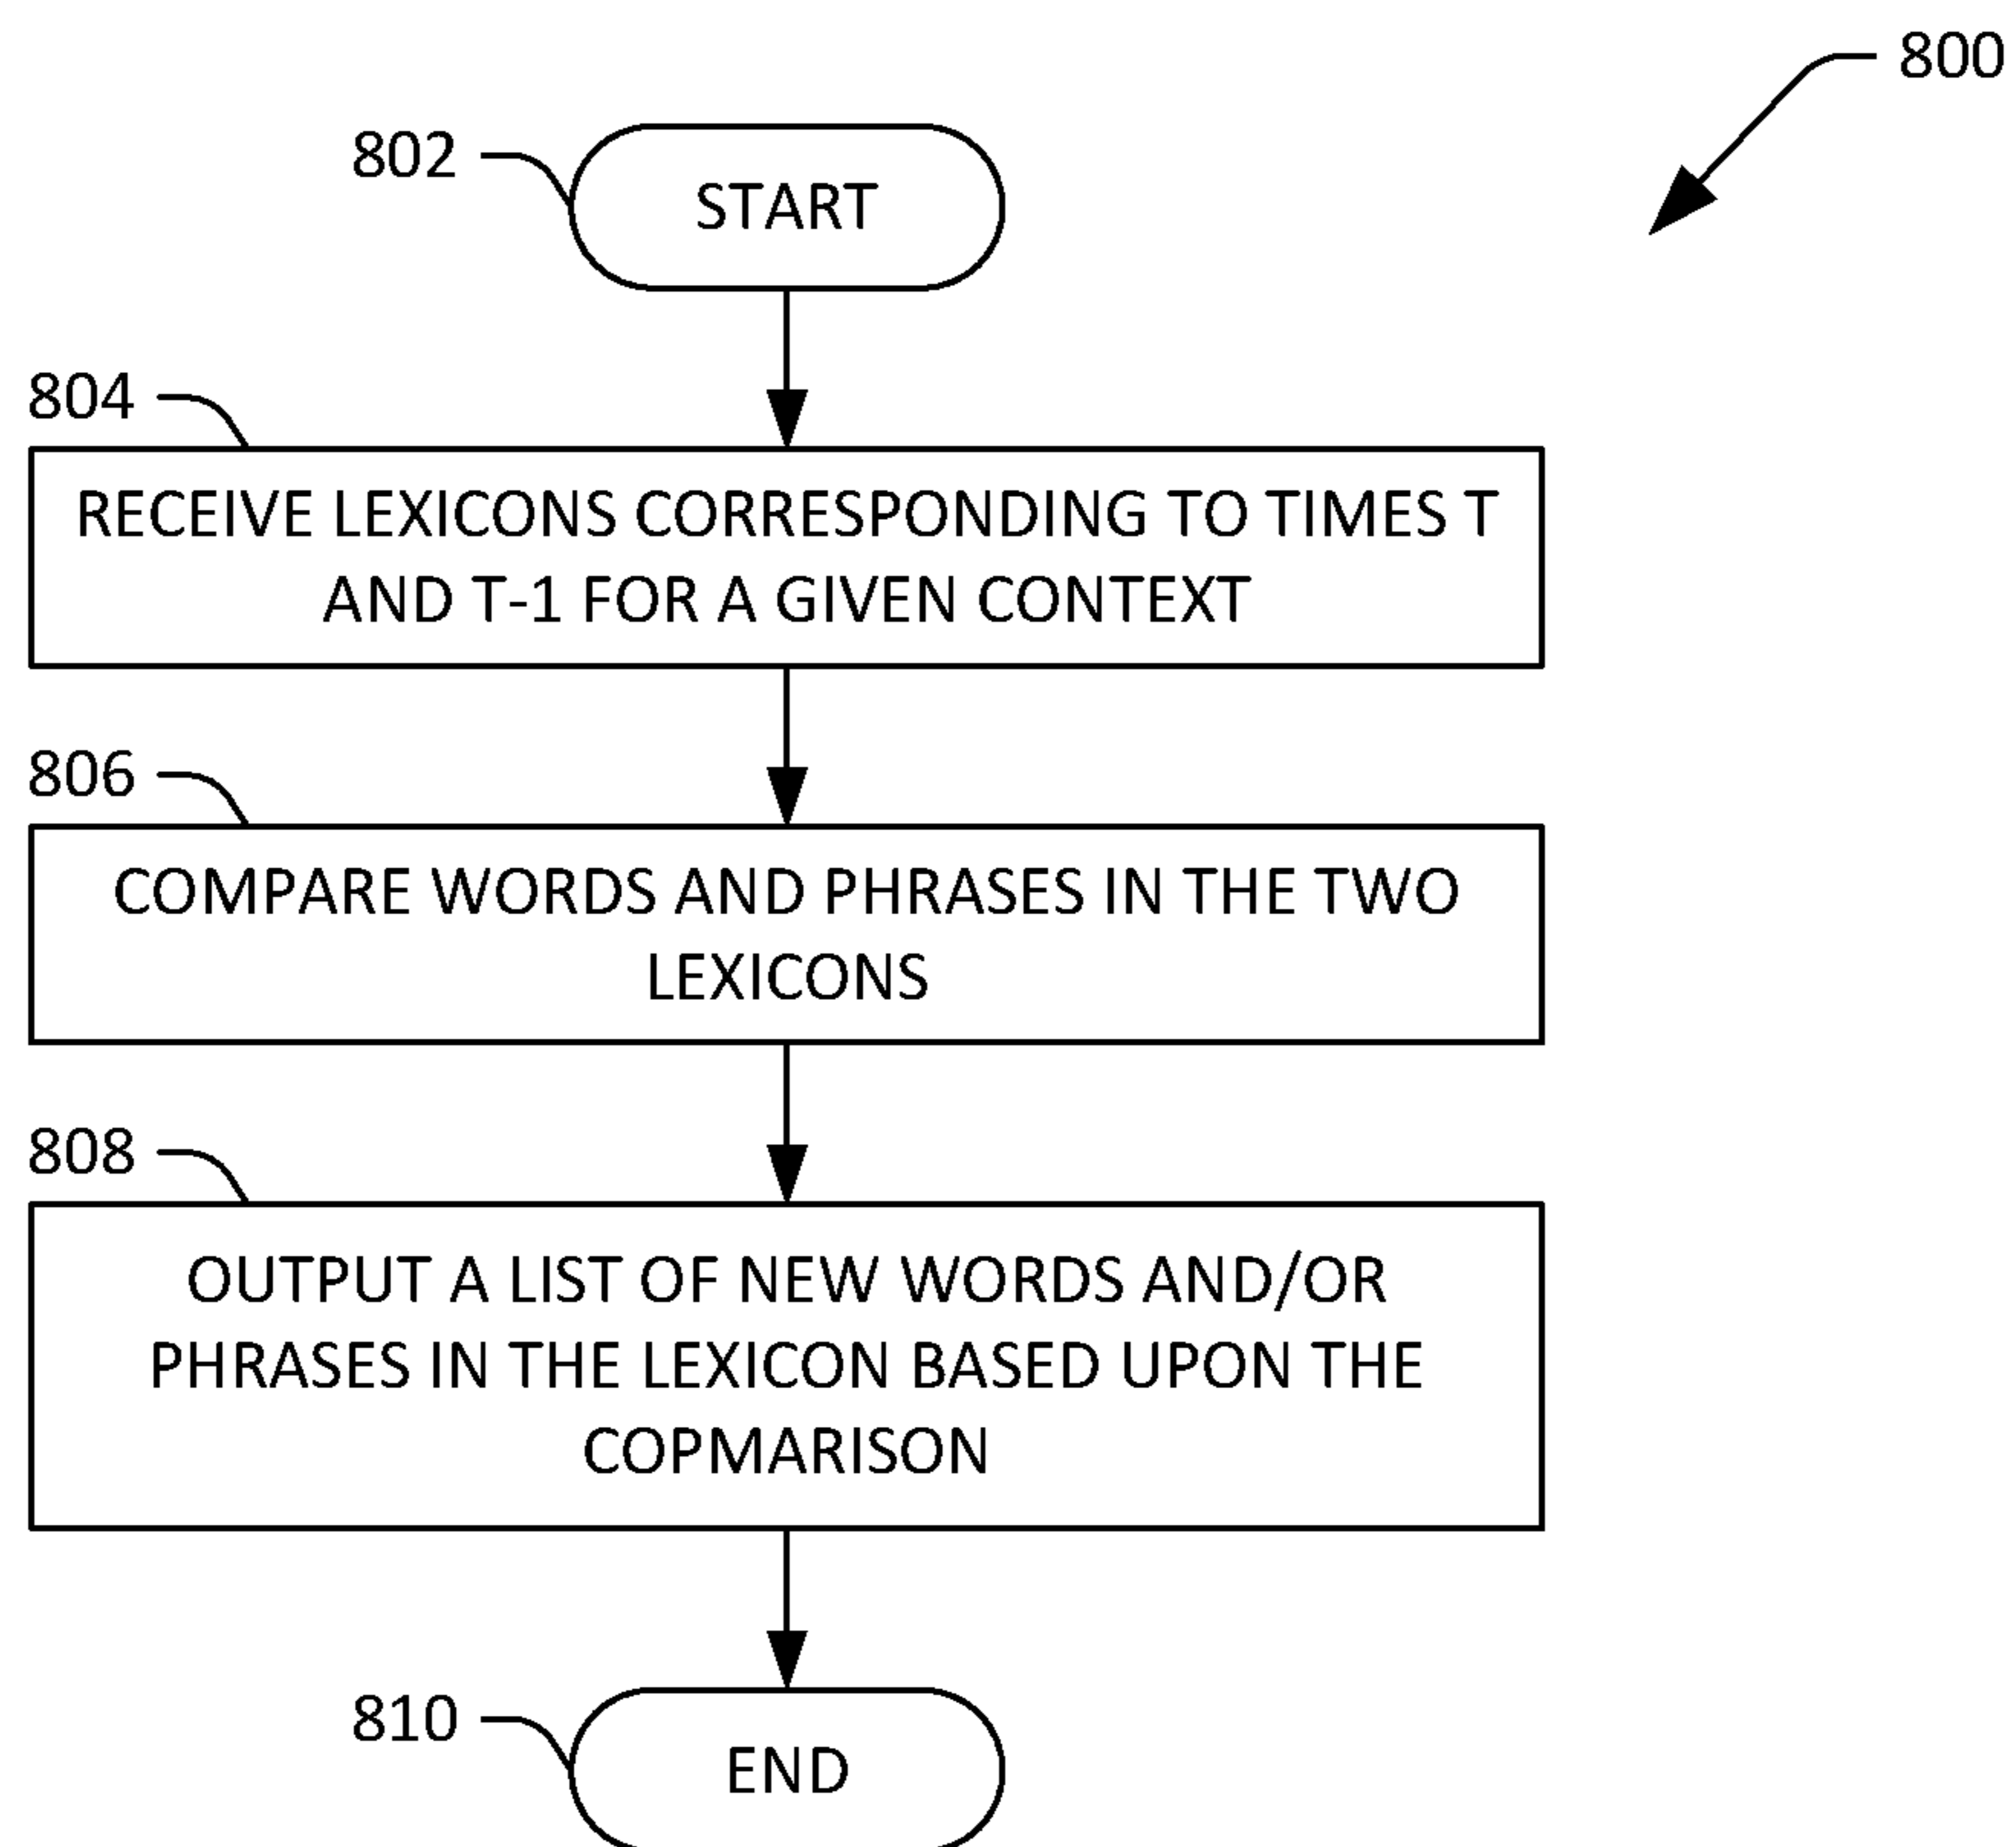 800
802
START
804
RECEIVE LEXICONS CORRESPONDING TO TIMES T
AND T-1 FOR A GIVEN CONTEXT
806
COMPARE WORDS AND PHRASES IN THE TWO
LEXICONS
808
OUTPUT A LIST OF NEW WORDS AND/OR
PHRASES IN THE LEXICON BASED UPON THE
COPMARISON
810
END